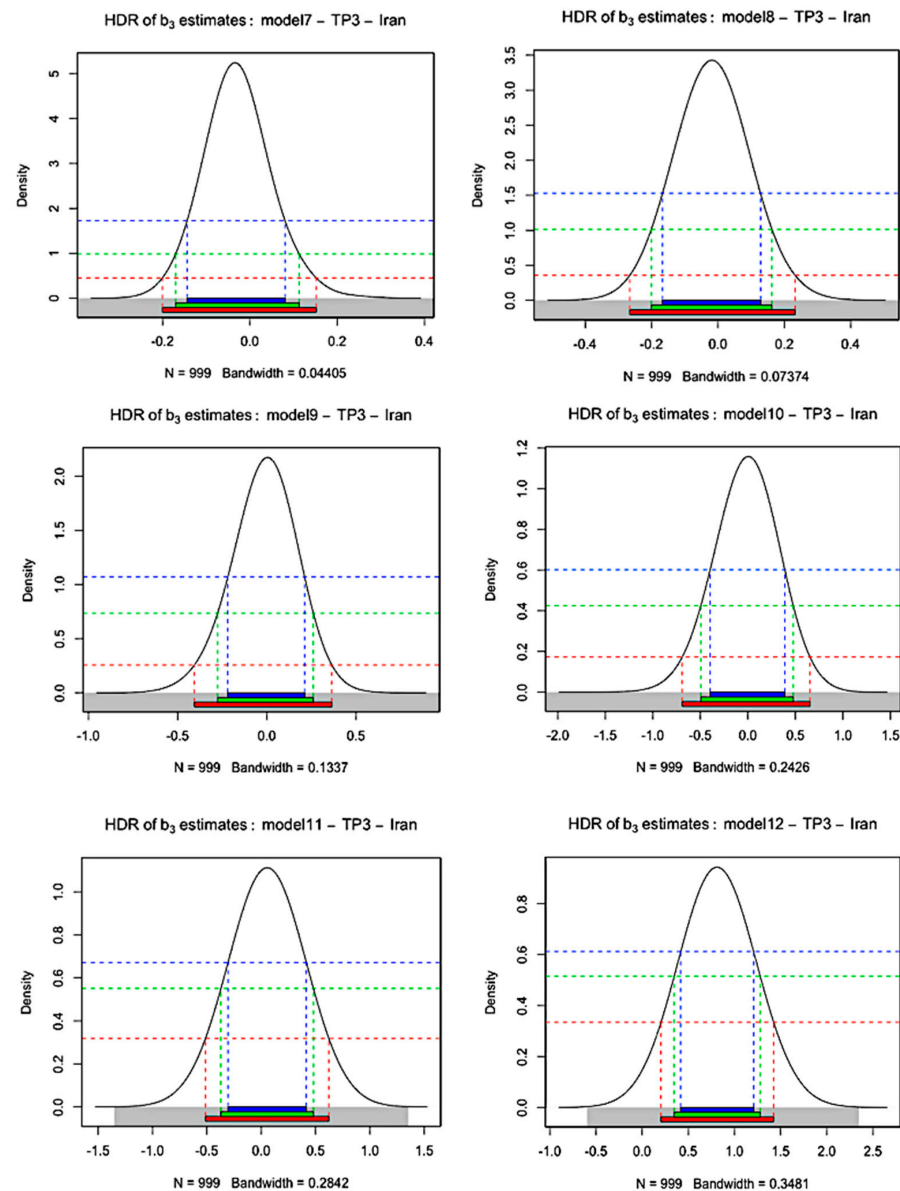 HDR of b₃ estimates : model7 – TP3 – Iran
Density
0 1 2 3 4 5
-0.2 0.0 0.2 0.4
N = 999 Bandwidth = 0.04405
HDR of b₃ estimates : model8 – TP3 – Iran
Density
0.0 0.5 1.0 1.5 2.0 2.5 3.0 3.5
-0.4 -0.2 0.0 0.2 0.4
N = 999 Bandwidth = 0.07374
HDR of b₃ estimates : model9 – TP3 – Iran
Density
0.0 0.5 1.0 1.5 2.0
-1.0 -0.5 0.0 0.5
N = 999 Bandwidth = 0.1337
HDR of b₃ estimates : model10 – TP3 – Iran
Density
0.0 0.2 0.4 0.6 0.8 1.0 1.2
-2.0 -1.5 -1.0 -0.5 0.0 0.5 1.0 1.5
N = 999 Bandwidth = 0.2426
HDR of b₃ estimates : model11 – TP3 – Iran
Density
0.0 0.2 0.4 0.6 0.8 1.0
-1.5 -1.0 -0.5 0.0 0.5 1.0 1.5
N = 999 Bandwidth = 0.2842
HDR of b₃ estimates : model12 – TP3 – Iran
Density
0.0 0.2 0.4 0.6 0.8
-1.0 -0.5 0.0 0.5 1.0 1.5 2.0 2.5
N = 999 Bandwidth = 0.3481